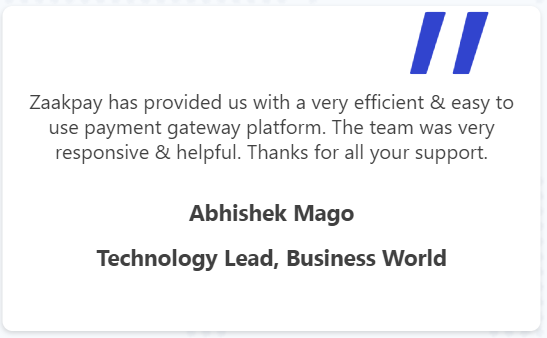 Zaakpay has provided us with a very efficient & easy to
use payment gateway platform. The team was very
responsive & helpful. Thanks for all your support.
Abhishek Mago
Technology Lead, Business World